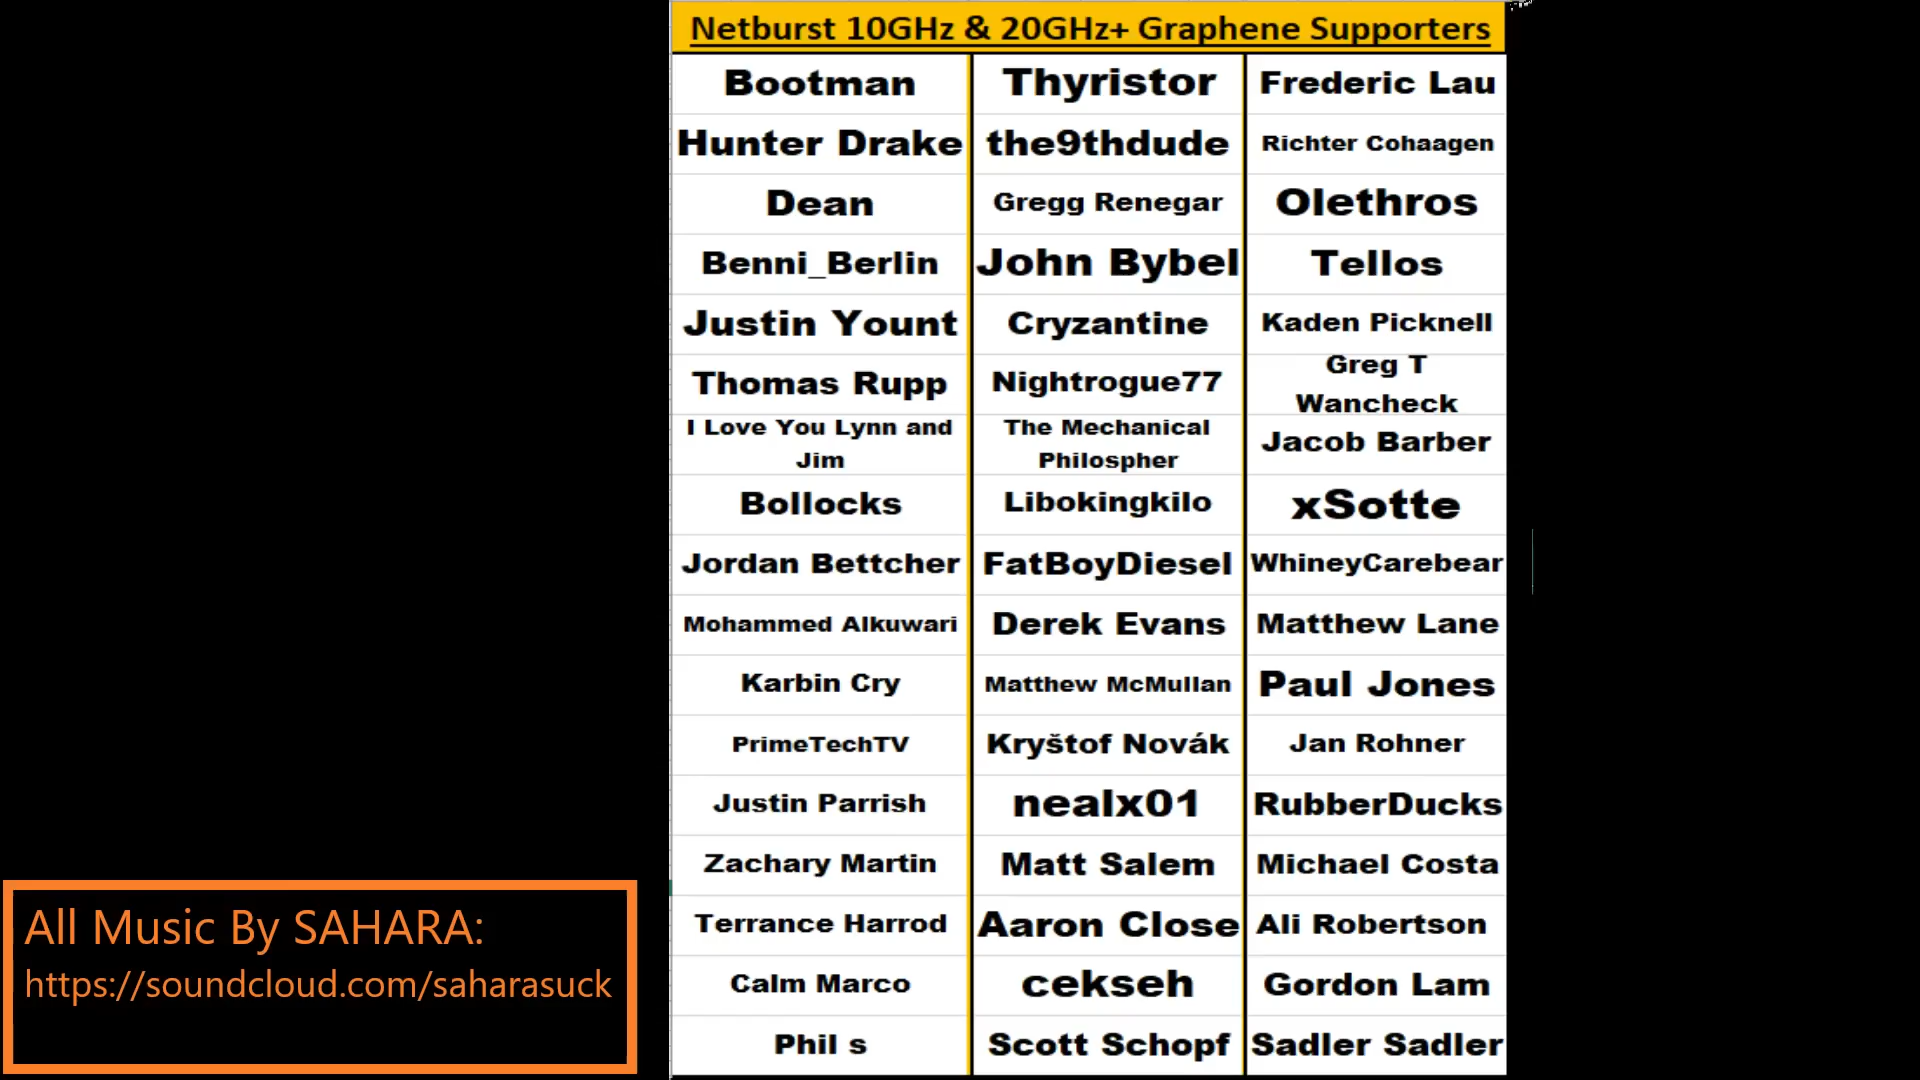 Netburst 10GHz & 20GHz+ Graphene Supporters
Bootman Thyristor Frederic Lau
Hunter Drake the9thdude Richter Cohaagen
Dean Gregg Renegar Olethros
Benni_Berlin John Bybel Tellos
Justin Yount Cryzantine Kaden Picknell
Thomas Rupp Nightrogue77 Greg T
Wancheck
I Love You Lynn and
Jim
The Mechanical
Philospher
Jacob Barber
Bollocks Libokingkilo xSotte
Jordan Bettcher FatBoyDiesel WhineyCarebear
Mohammed Alkuwari Derek Evans Matthew Lane
Karbin Cry Matthew McMullan Paul Jones
PrimeTechTV Kryštof Novák Jan Rohner
Justin Parrish nealx01 RubberDucks
Zachary Martin Matt Salem Michael Costa
Terrance Harrod Aaron Close Ali Robertson
Calm Marco cekseh Gordon Lam
Phil s Scott Schopf Sadler Sadler
All Music By SAHARA:
https://soundcloud.com/saharasuck